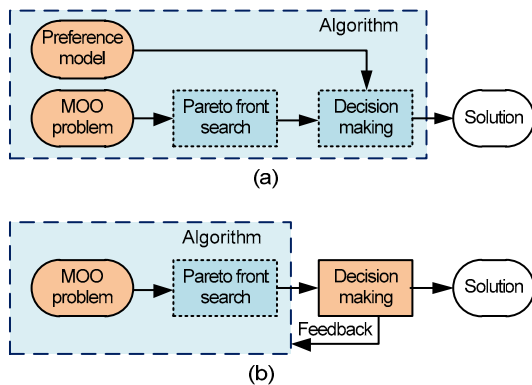 Algorithm
Preference
model
MOO
problem
Pareto front
search
Decision
making
Solution
(a)
Algorithm
MOO
problem
Pareto front
search
Decision
making
Solution
Feedback
(b)